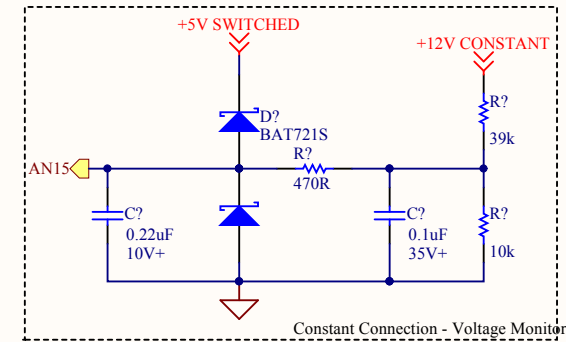 +5V SWITCHED
+12V CONSTANT
D?
BAT721S
R?
39k
R?
470R
AN15
C?
0.22uF
10V+
C?
0.1uF
35V+
R?
10k
Constant Connection - Voltage Monitor